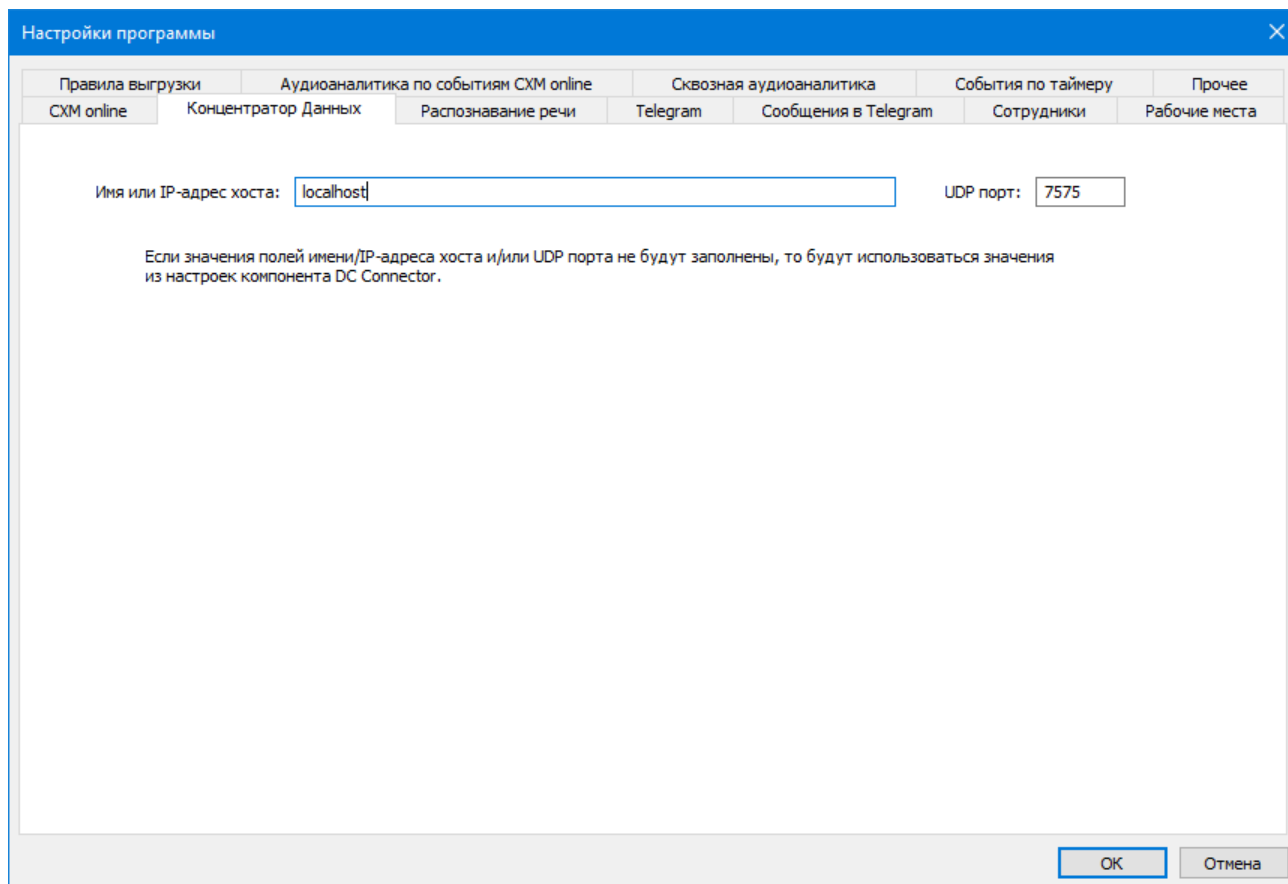 Настройки программы
Правила выгрузки Аудиоаналитика по событиям CXM online Сквозная аудиоаналитика События по таймеру Прочее
CXM online Концентратор Данных Распознавание речи Telegram Сообщения в Telegram Сотрудники Рабочие места
Имя или IP-адрес хоста: localhost UDP порт: 7575
Если значения полей имени/IP-адреса хоста и/или UDP порта не будут заполнены, то будут использоваться значения
из настроек компонента DC Connector.
OK Отмена